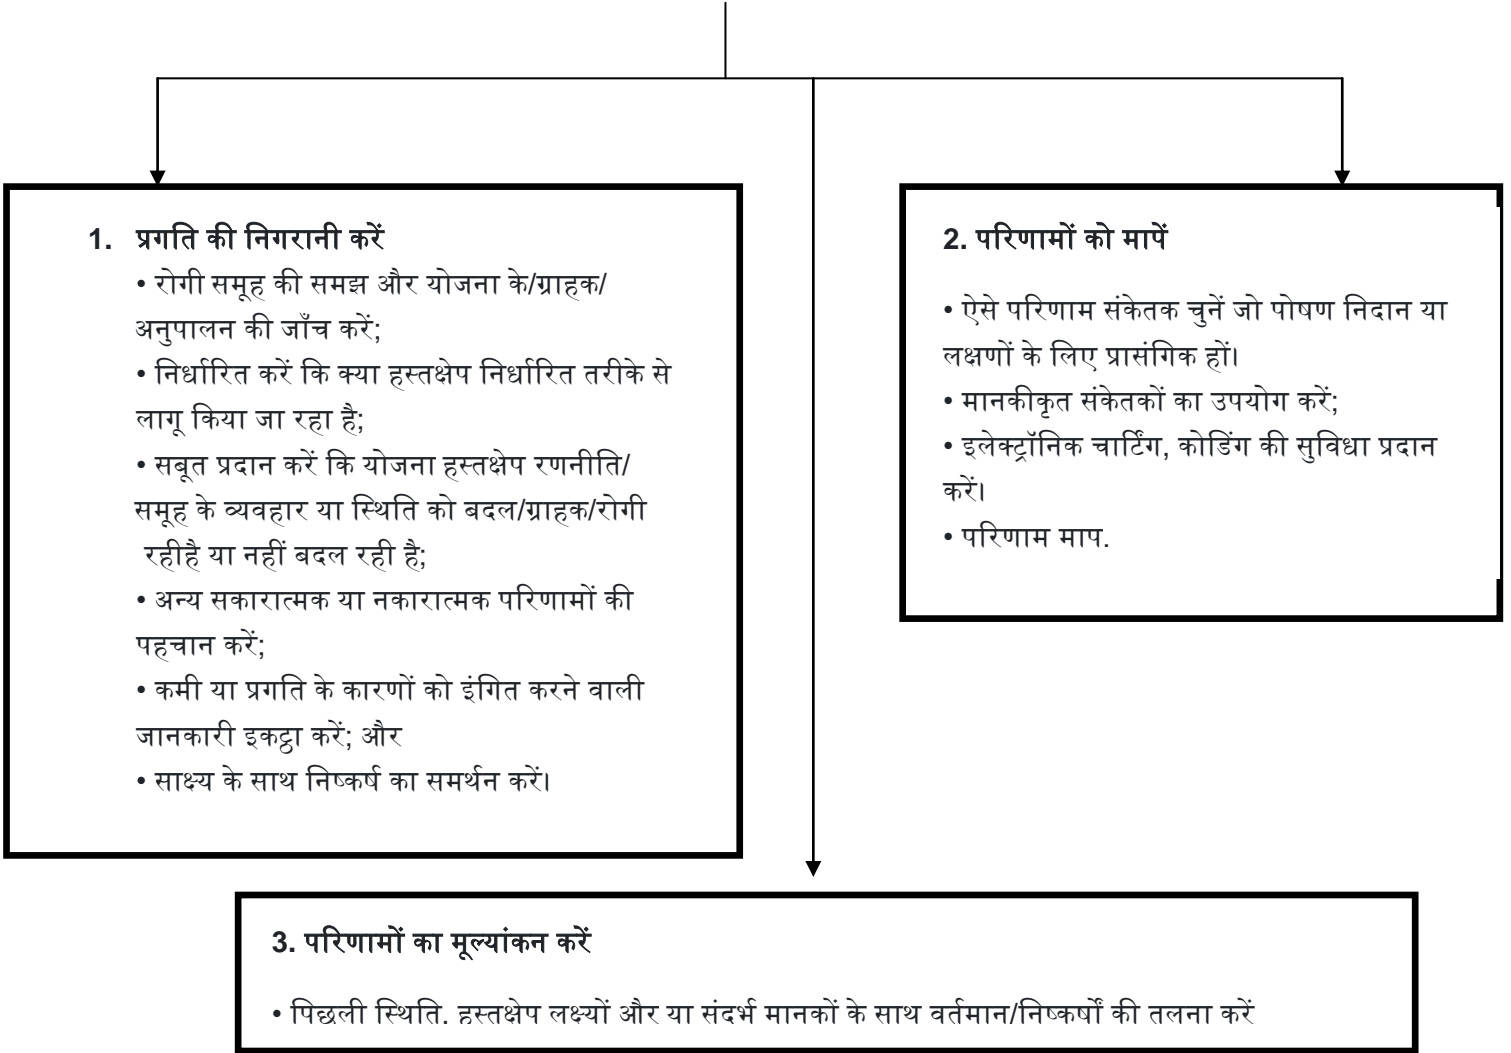 1. प्रगति की निगरानी करें
• रोगी समूह की समझ और योजना के/ग्राहक/
अनुपालन की जाँच करें;
• निर्धारित करें कि क्या हस्तक्षेप निर्धारित तरीके से
लागू किया जा रहा है;
• सबूत प्रदान करें कि योजना हस्तक्षेप रणनीति/
समूह के व्यवहार या स्थिति को बदल/ग्राहक/रोगी
रहीहै या नहीं बदल रही है;
• अन्य सकारात्मक या नकारात्मक परिणामों की
पहचान करें;
• कमी या प्रगति के कारणों को इंगित करने वाली
जानकारी इकट्ठा करें; और
• साक्ष्य के साथ निष्कर्ष का समर्थन करें।
2. परिणामों को मापें
• ऐसे परिणाम संकेतक चुनें जो पोषण निदान या
लक्षणों के लिए प्रासंगिक हों।
• मानकीकृत संकेतकों का उपयोग करें;
• इलेक्ट्रॉनिक चार्टिंग, कोडिंग की सुविधा प्रदान
करें।
• परिणाम माप.
3. परिणामों का मूल्यांकन करें
• पिछली स्थिति, हस्तक्षेप लक्ष्यों और या संदर्भ मानकों के साथ वर्तमान/निष्कर्षों की तुलना करें